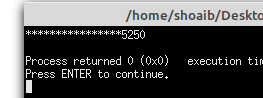 /home/shoaib/Deskto
****************5250
Process returned 0 (0x0) execution tim
Press ENTER to continue.